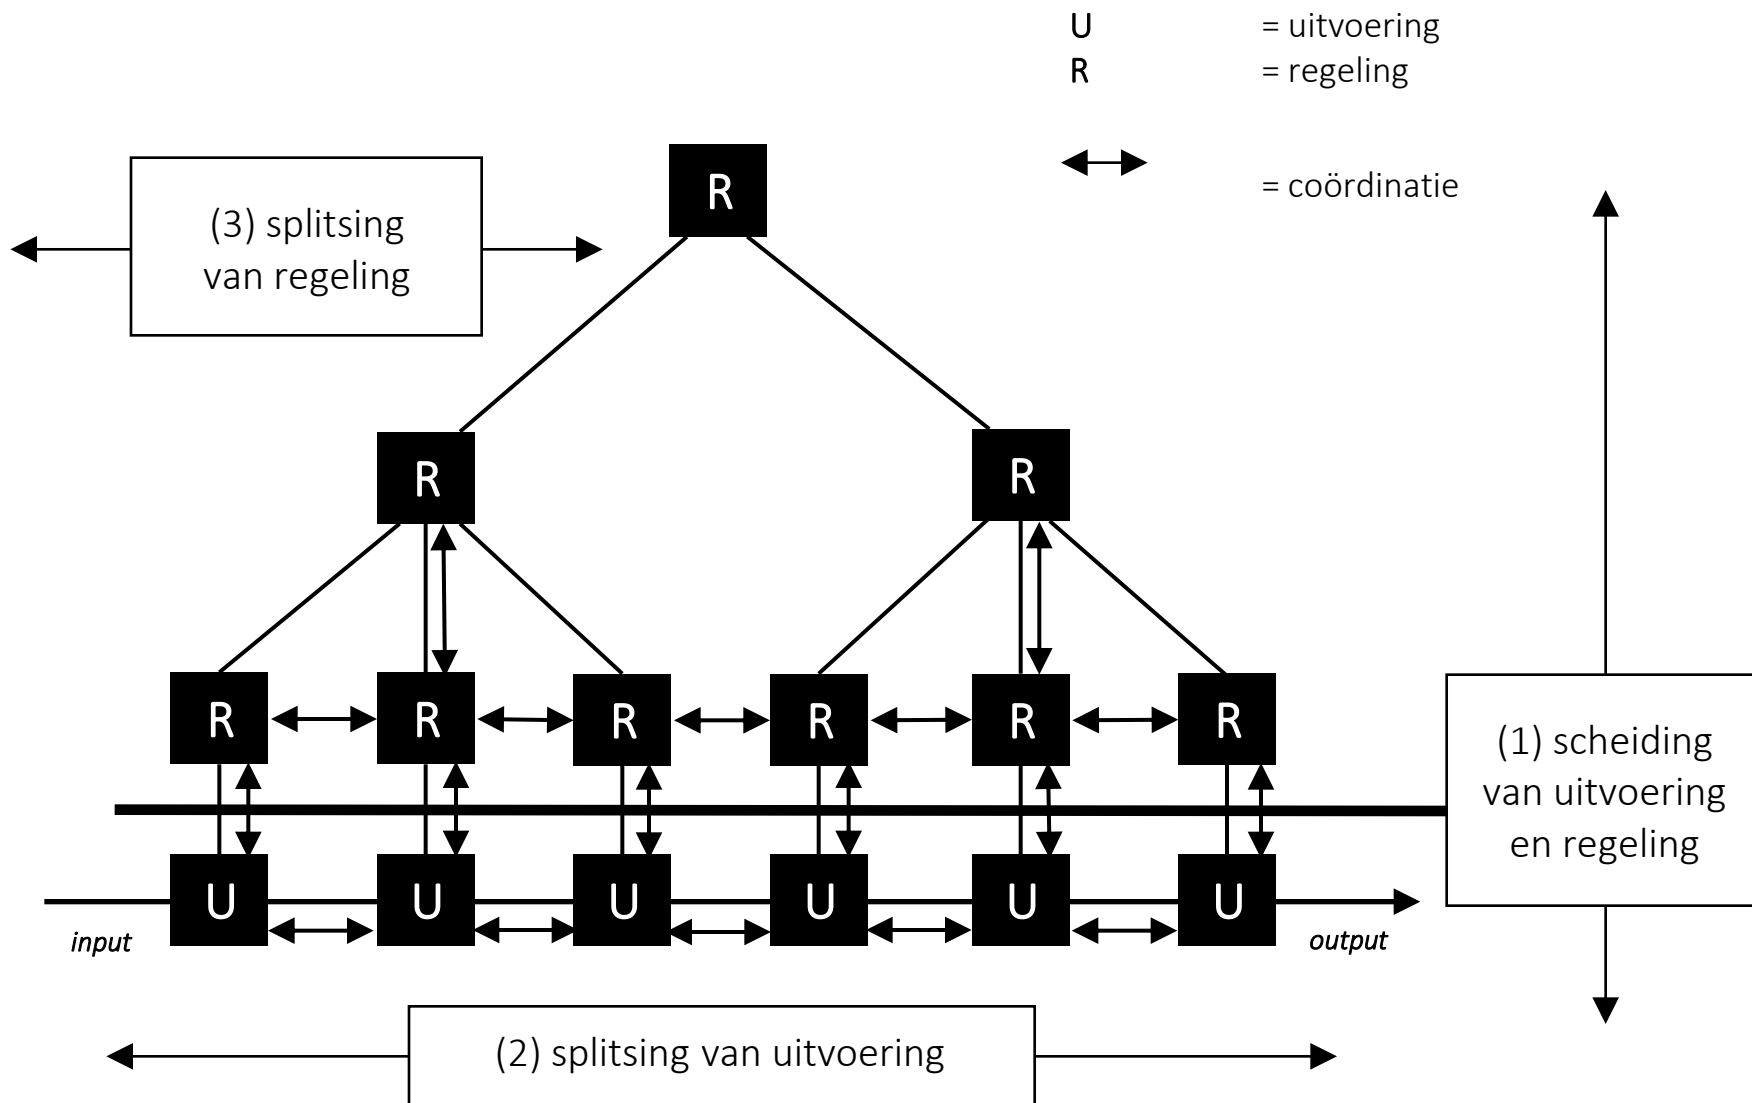 U = uitvoering
R = regeling
= coördinatie
(3) splitsing
van regeling
R
R R
R R R R R R
(1) scheiding
van uitvoering
en regeling
U U U U U U
input output
(2) splitsing van uitvoering